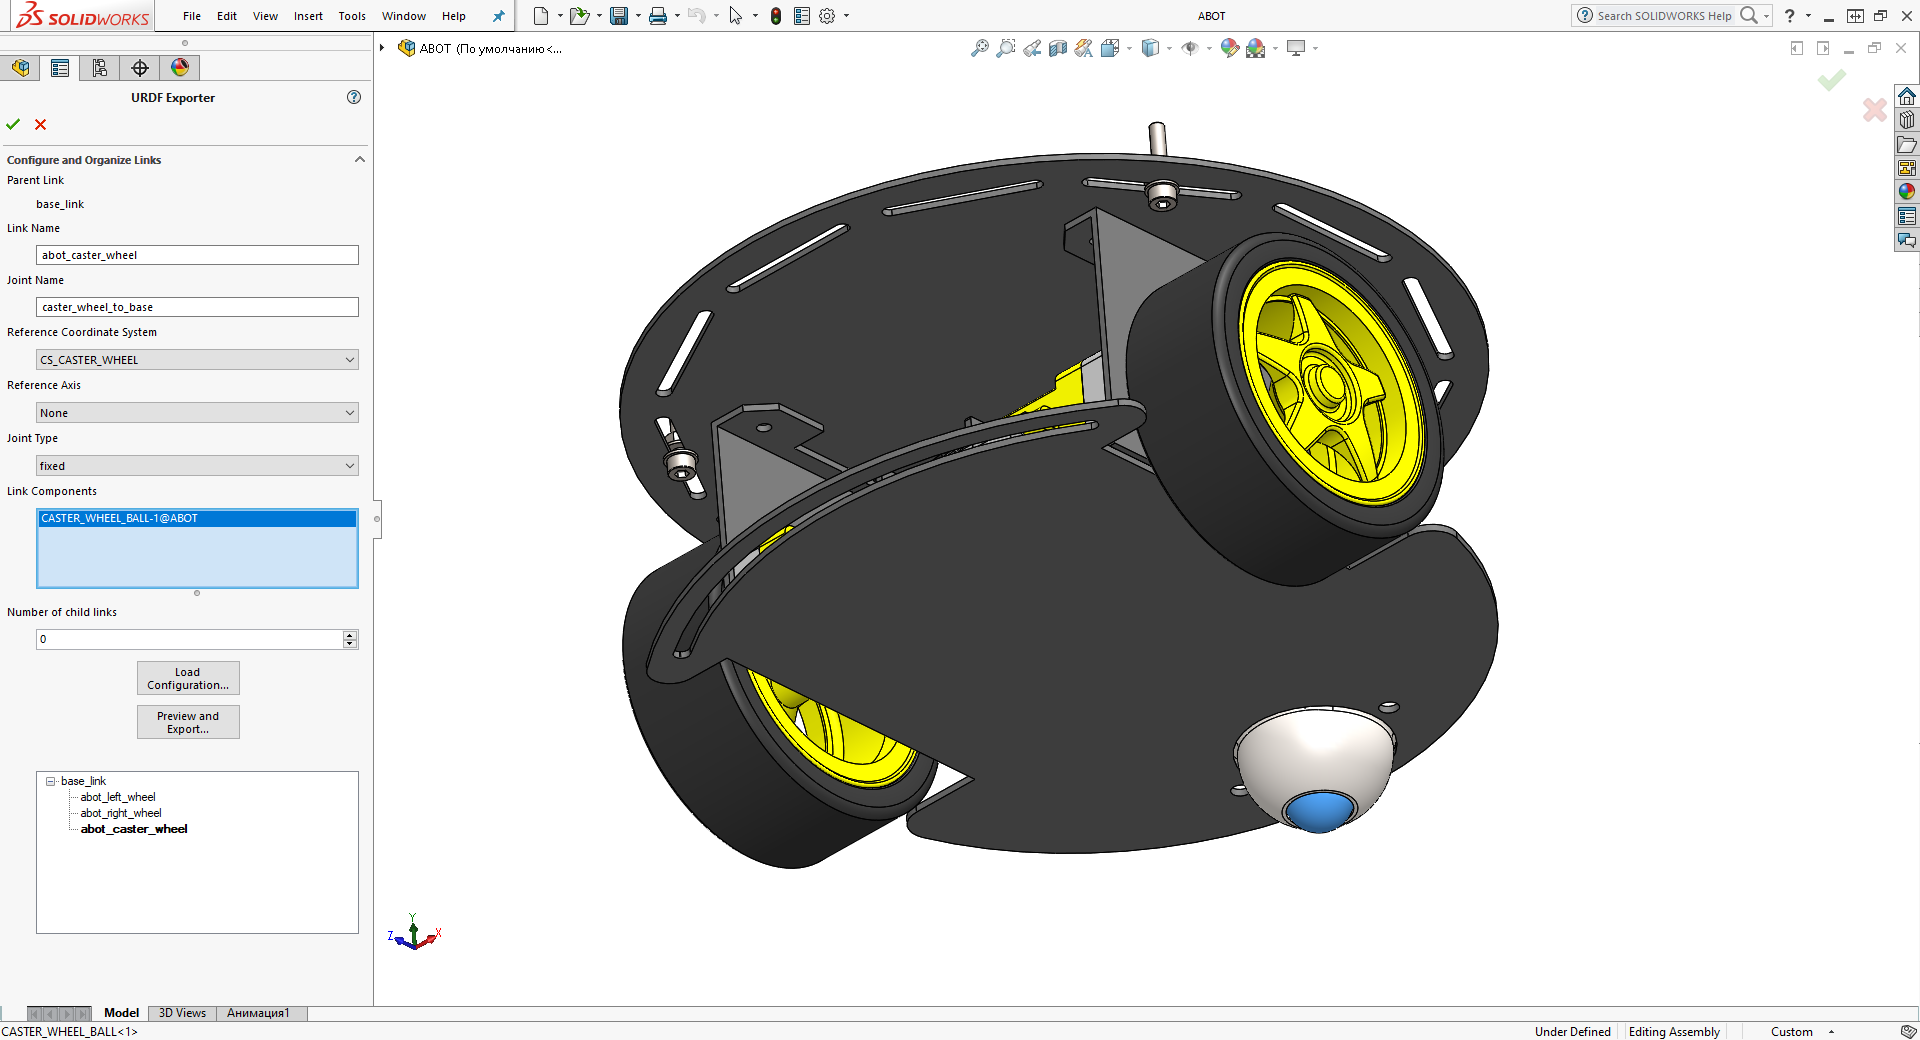 SOLIDWORKS File Edit View Insert Tools Window Help ABOT Search SOLIDWORKS Help ?
ABOT (По умолчанию<...
URDF Exporter
Configure and Organize Links
Parent Link
base_link
Link Name
abot_caster_wheel
Joint Name
caster_wheel_to_base
Reference Coordinate System
CS_CASTER_WHEEL
Reference Axis
None
Joint Type
fixed
Link Components
CASTER_WHEEL_BALL-1@ABOT
Number of child links
0
Load
Configuration...
Preview and
Export...
base_link
abot_left_wheel
abot_right_wheel
abot_caster_wheel
Y
Z X
Model 3D Views Анимация1
CASTER_WHEEL_BALL<1> Under Defined Editing Assembly Custom